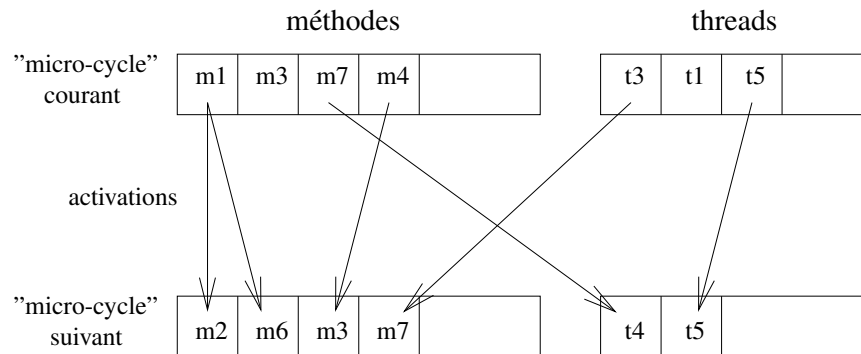 méthodes threads
”micro-cycle” courant
m1 m3 m7 m4 t3 t1 t5
activations
”micro-cycle” suivant
m2 m6 m3 m7 t4 t5